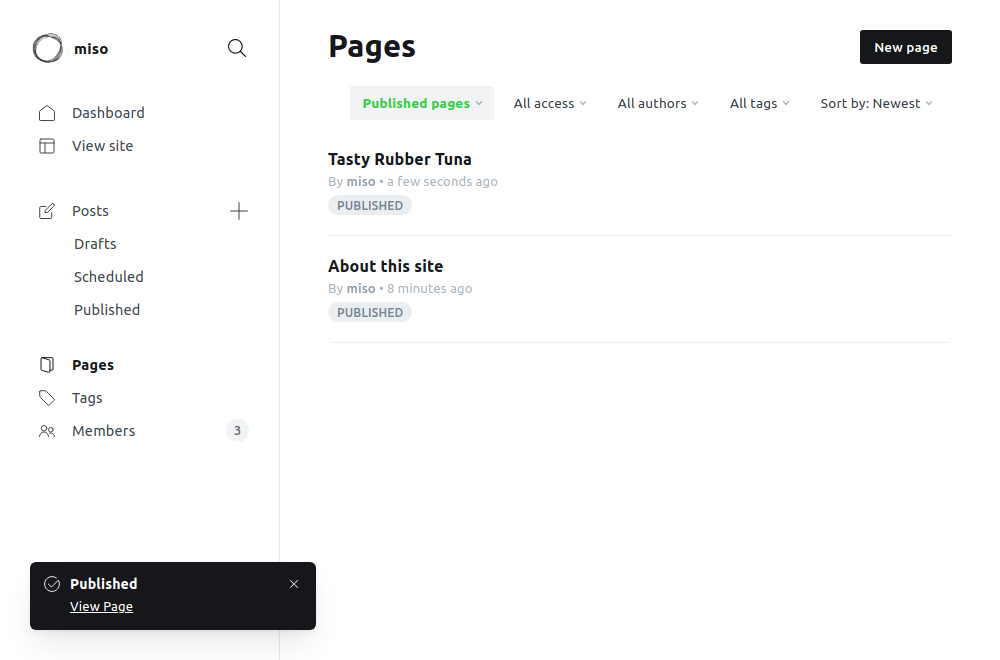 miso
Dashboard
View site
Posts
Drafts
Scheduled
Published
Pages
Tags
Members 3
Pages
New page
Published pages All access All authors All tags Sort by: Newest
Tasty Rubber Tuna
By miso • a few seconds ago
PUBLISHED
About this site
By miso • 8 minutes ago
PUBLISHED
Published
View Page